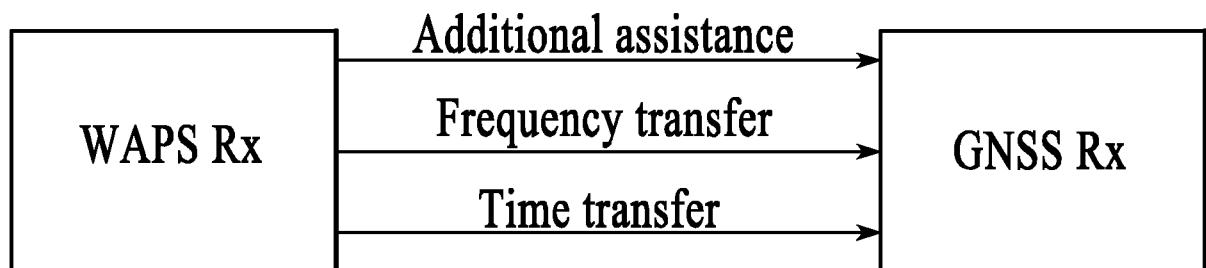 Additional assistance
WAPS Rx
Frequency transfer
GNSS Rx
Time transfer